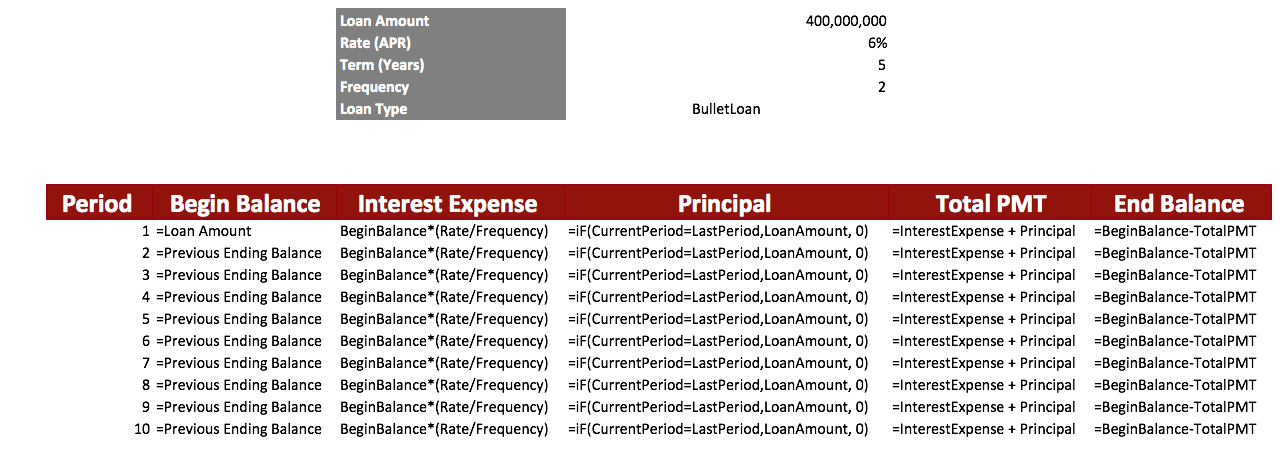 Loan Amount 400,000,000
Rate (APR) 6%
Term (Years) 5
Frequency 2
Loan Type BulletLoan
Period Begin Balance Interest Expense Principal Total PMT End Balance
1 =Loan Amount BeginBalance*(Rate/Frequency) =iF(CurrentPeriod=LastPeriod,LoanAmount, 0) =InterestExpense + Principal =BeginBalance-TotalPMT
2 =Previous Ending Balance BeginBalance*(Rate/Frequency) =iF(CurrentPeriod=LastPeriod,LoanAmount, 0) =InterestExpense + Principal =BeginBalance-TotalPMT
3 =Previous Ending Balance BeginBalance*(Rate/Frequency) =iF(CurrentPeriod=LastPeriod,LoanAmount, 0) =InterestExpense + Principal =BeginBalance-TotalPMT
4 =Previous Ending Balance BeginBalance*(Rate/Frequency) =iF(CurrentPeriod=LastPeriod,LoanAmount, 0) =InterestExpense + Principal =BeginBalance-TotalPMT
5 =Previous Ending Balance BeginBalance*(Rate/Frequency) =iF(CurrentPeriod=LastPeriod,LoanAmount, 0) =InterestExpense + Principal =BeginBalance-TotalPMT
6 =Previous Ending Balance BeginBalance*(Rate/Frequency) =iF(CurrentPeriod=LastPeriod,LoanAmount, 0) =InterestExpense + Principal =BeginBalance-TotalPMT
7 =Previous Ending Balance BeginBalance*(Rate/Frequency) =iF(CurrentPeriod=LastPeriod,LoanAmount, 0) =InterestExpense + Principal =BeginBalance-TotalPMT
8 =Previous Ending Balance BeginBalance*(Rate/Frequency) =iF(CurrentPeriod=LastPeriod,LoanAmount, 0) =InterestExpense + Principal =BeginBalance-TotalPMT
9 =Previous Ending Balance BeginBalance*(Rate/Frequency) =iF(CurrentPeriod=LastPeriod,LoanAmount, 0) =InterestExpense + Principal =BeginBalance-TotalPMT
10 =Previous Ending Balance BeginBalance*(Rate/Frequency) =iF(CurrentPeriod=LastPeriod,LoanAmount, 0) =InterestExpense + Principal =BeginBalance-TotalPMT